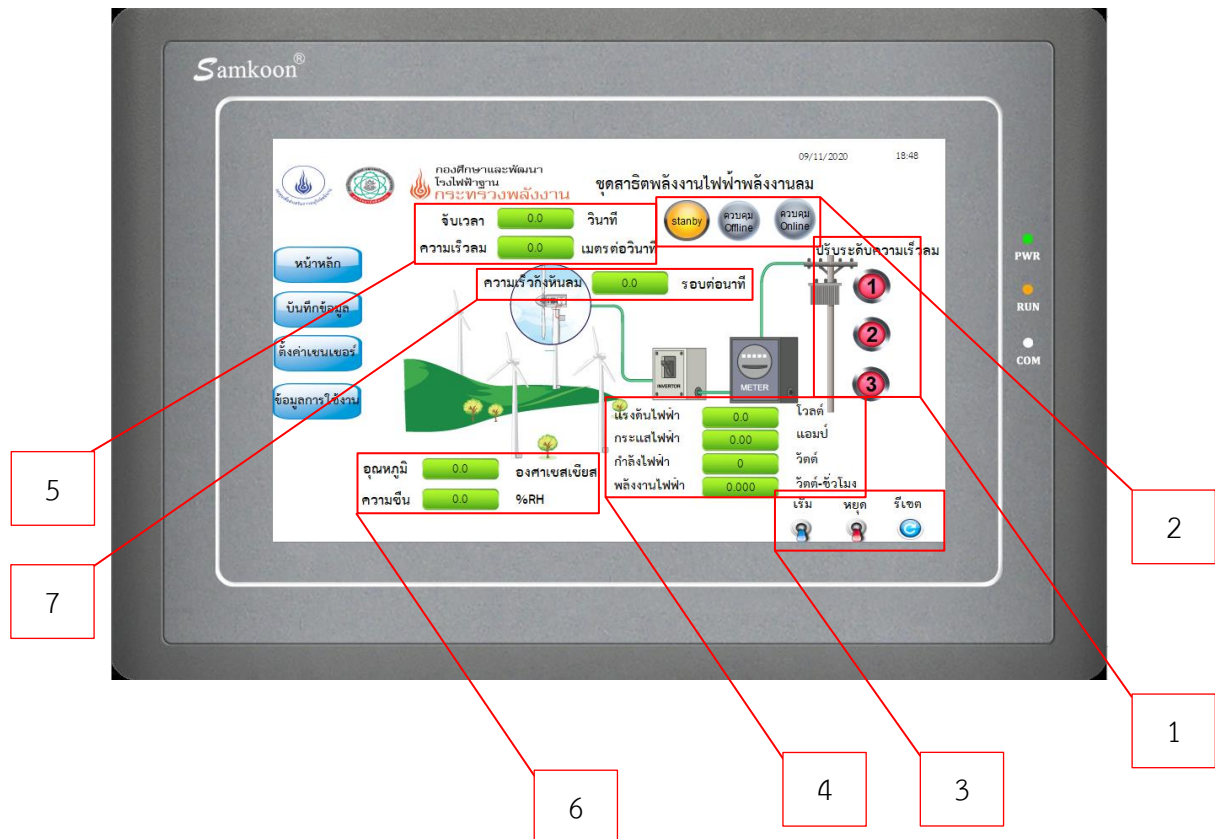 Samkoon®
09/11/2020 18:48
กองศึกษาและพัฒนา
โรงไฟฟ้าฐาน
กระทรวงพลังงาน
ชุดสาธิตพลังงานไฟฟ้าพลังงานลม
จับเวลา 0.0 วินาที
stanby
ควบคุม Offline
ควบคุม Online
ความเร็วลม 0.0 เมตรต่อวินาที
ปรับระดับความเร็วลม
PWR
หน้าหลัก
ความเร็วกังหันลม 0.0 รอบต่อนาที
1
RUN
บันทึกข้อมูล
2
ตั้งค่าเซนเซอร์
COM
INVERTOR
METER
3
ข้อมูลการใช้งาน
แรงดันไฟฟ้า 0.0 โวลต์
กระแสไฟฟ้า 0.00 แอมป์
กำลังไฟฟ้า 0 วัตต์
พลังงานไฟฟ้า 0.000 วัตต์-ชั่วโมง
อุณหภูมิ 0.0 องศาเซสเซียส
ความชืน 0.0 %RH
เริ่ม หยุด รีเซต
5
2
7
1
4
3
6